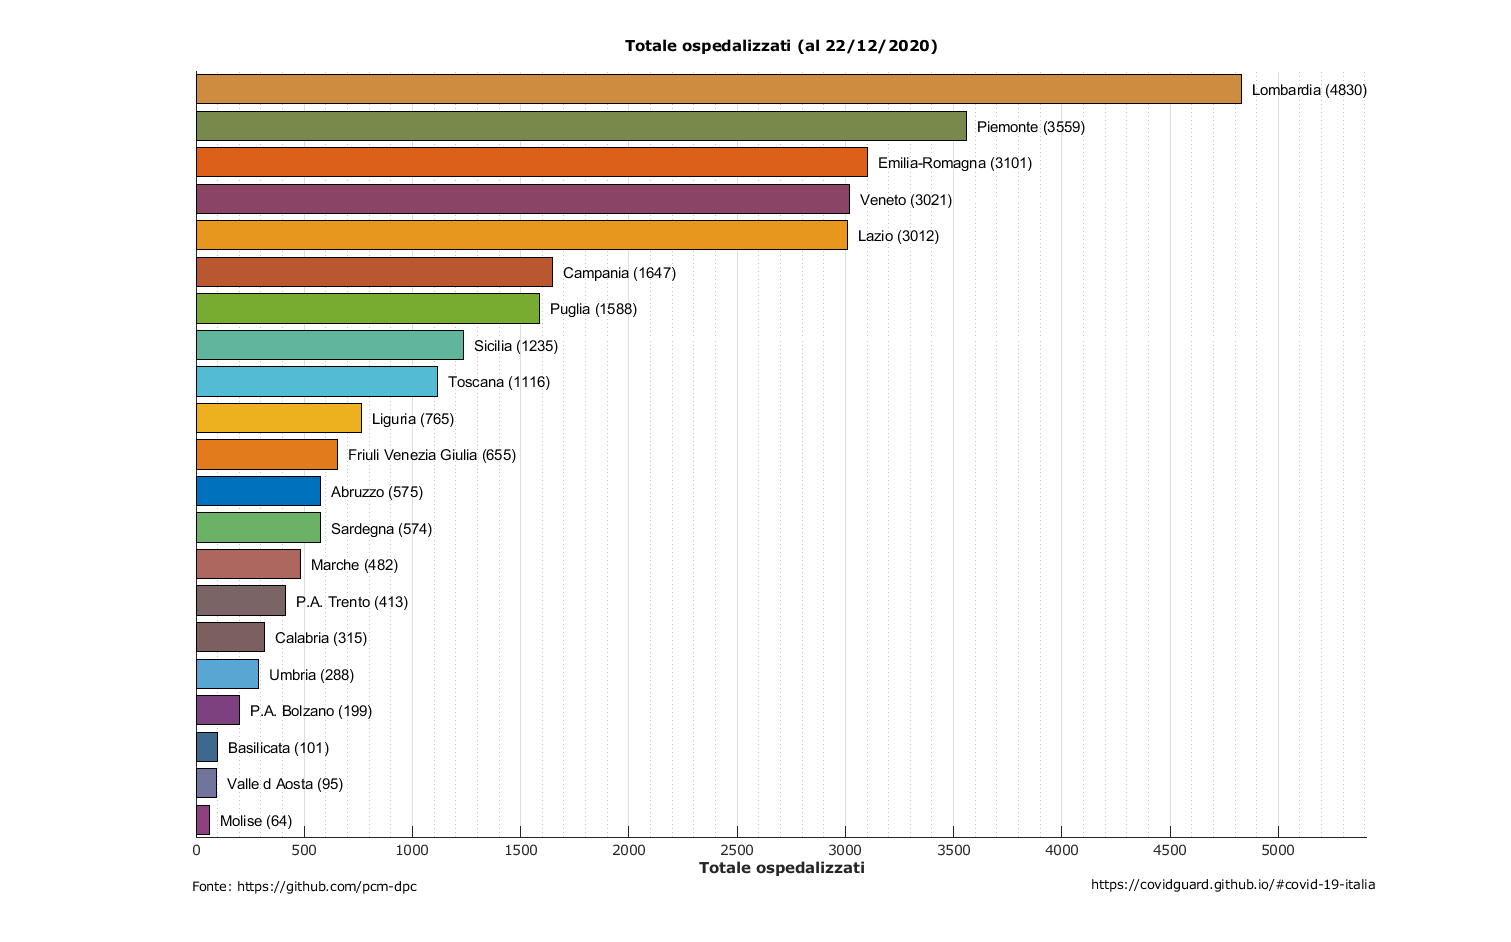 Totale ospedalizzati (al 22/12/2020)
Lombardia (4830)
Piemonte (3559)
Emilia-Romagna (3101)
Veneto (3021)
Lazio (3012)
Campania (1647)
Puglia (1588)
Sicilia (1235)
Toscana (1116)
Liguria (765)
Friuli Venezia Giulia (655)
Abruzzo (575)
Sardegna (574)
Marche (482)
P.A. Trento (413)
Calabria (315)
Umbria (288)
P.A. Bolzano (199)
Basilicata (101)
Valle d Aosta (95)
Molise (64)
0 500 1000 1500 2000 2500 3000 3500 4000 4500 5000
Totale ospedalizzati
Fonte: https://github.com/pcm-dpc
https://covidguard.github.io/#covid-19-italia